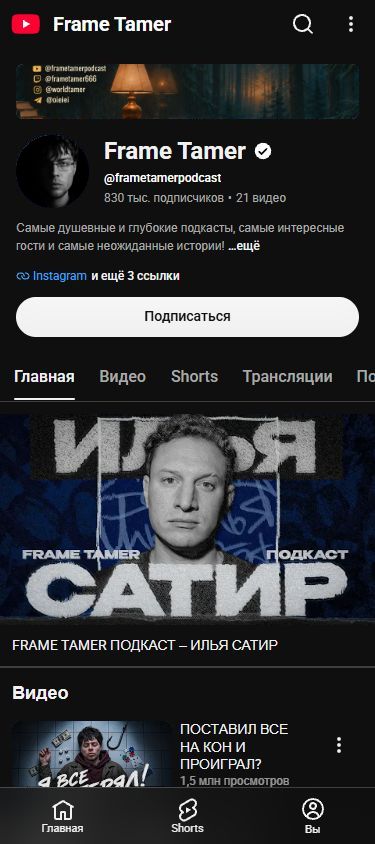 Frame Tamer
@frametamerpodcast
@frametamer666
@worldtamer
@oielei
Frame Tamer
@frametamerpodcast
830 тыс. подписчиков • 21 видео
Самые душевные и глубокие подкасты, самые интересные
гости и самые неожиданные истории! ...ещё
Instagram и ещё 3 ссылки
Подписаться
Главная Видео Shorts Трансляции По
ИЛЬЯ
FRAME TAMER ПОДКАСТ
САТИР
FRAME TAMER ПОДКАСТ – ИЛЬЯ САТИР
Видео
Я ВСЕ
ПОСТАВИЛ ВСЕ
НА КОН И
ПРОИГРАЛ?
1,5 млн просмотров
Главная Shorts Вы